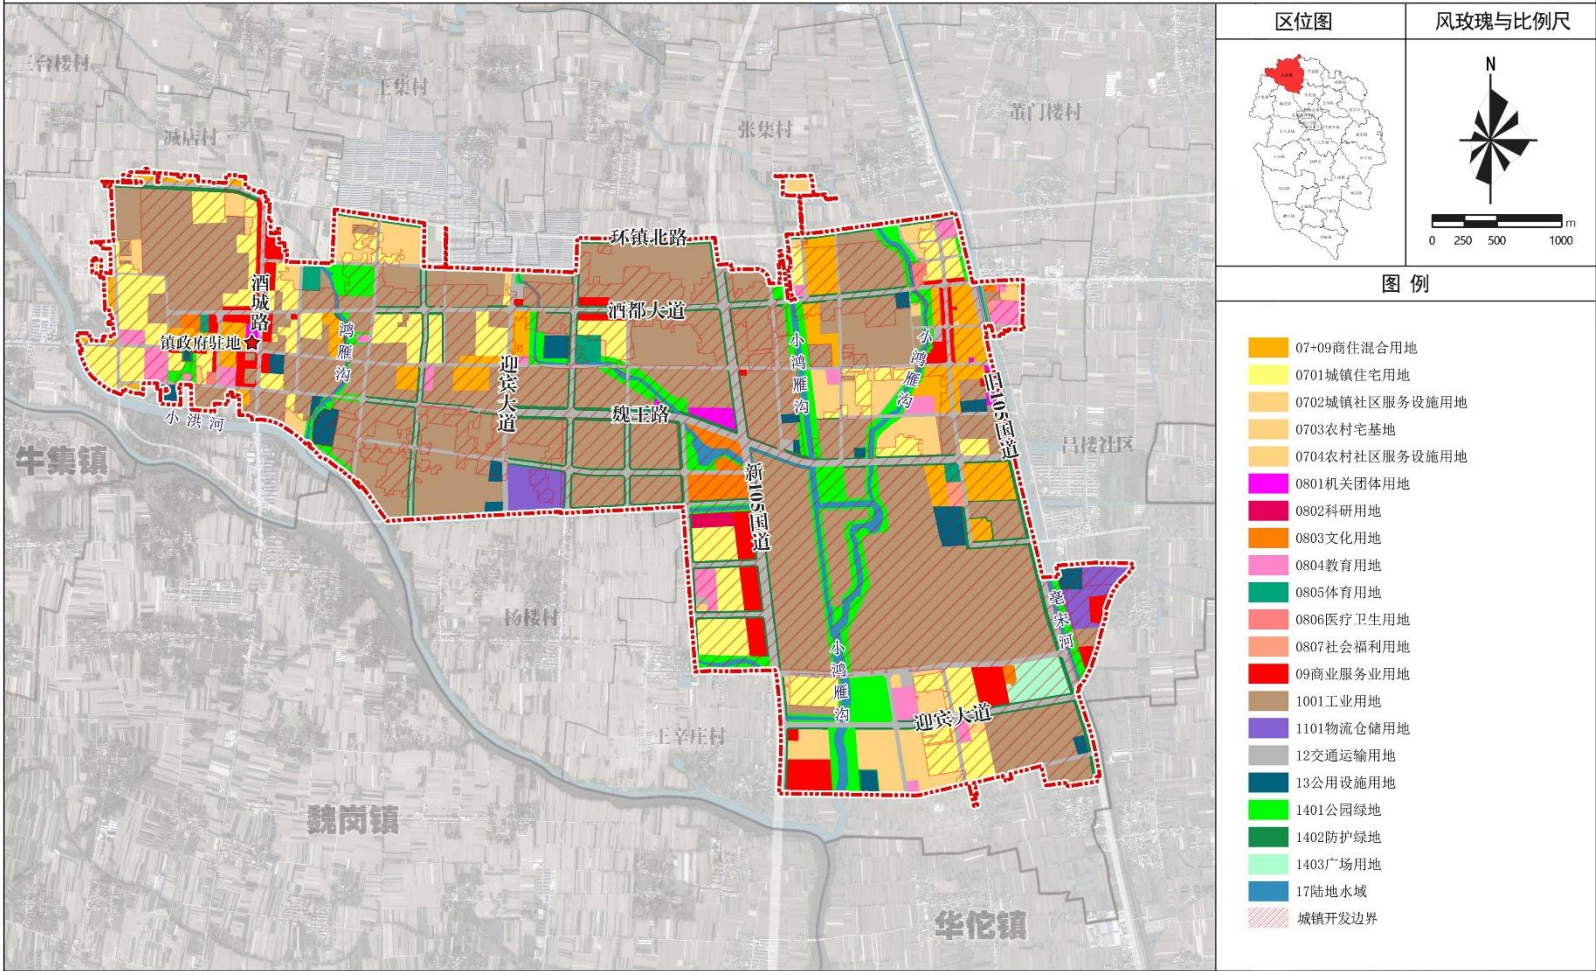 区位图
风玫瑰与比例尺
N
0 250 500 1000 m
图 例
07+09商住混合用地
0701城镇住宅用地
0702城镇社区服务设施用地
0703农村宅基地
0704农村社区服务设施用地
0801机关团体用地
0802科研用地
0803文化用地
0804教育用地
0805体育用地
0806医疗卫生用地
0807社会福利用地
09商业服务业用地
1001工业用地
1101物流仓储用地
12交通运输用地
13公用设施用地
1401公园绿地
1402防护绿地
1403广场用地
17陆地水域
城镇开发边界
三台楼村
王集村
减店村
张集村
董门楼村
环镇北路
酒城路
酒都大道
镇政府驻地
鸿雁沟
迎宾大道
小鸿雁沟
小鸿雁沟
旧105国道
魏王路
小洪河
牛集镇
吕楼社区
新105国道
杨楼村
亳宋河
小鸿雁沟
迎宾大道
王辛庄村
魏岗镇
华佗镇